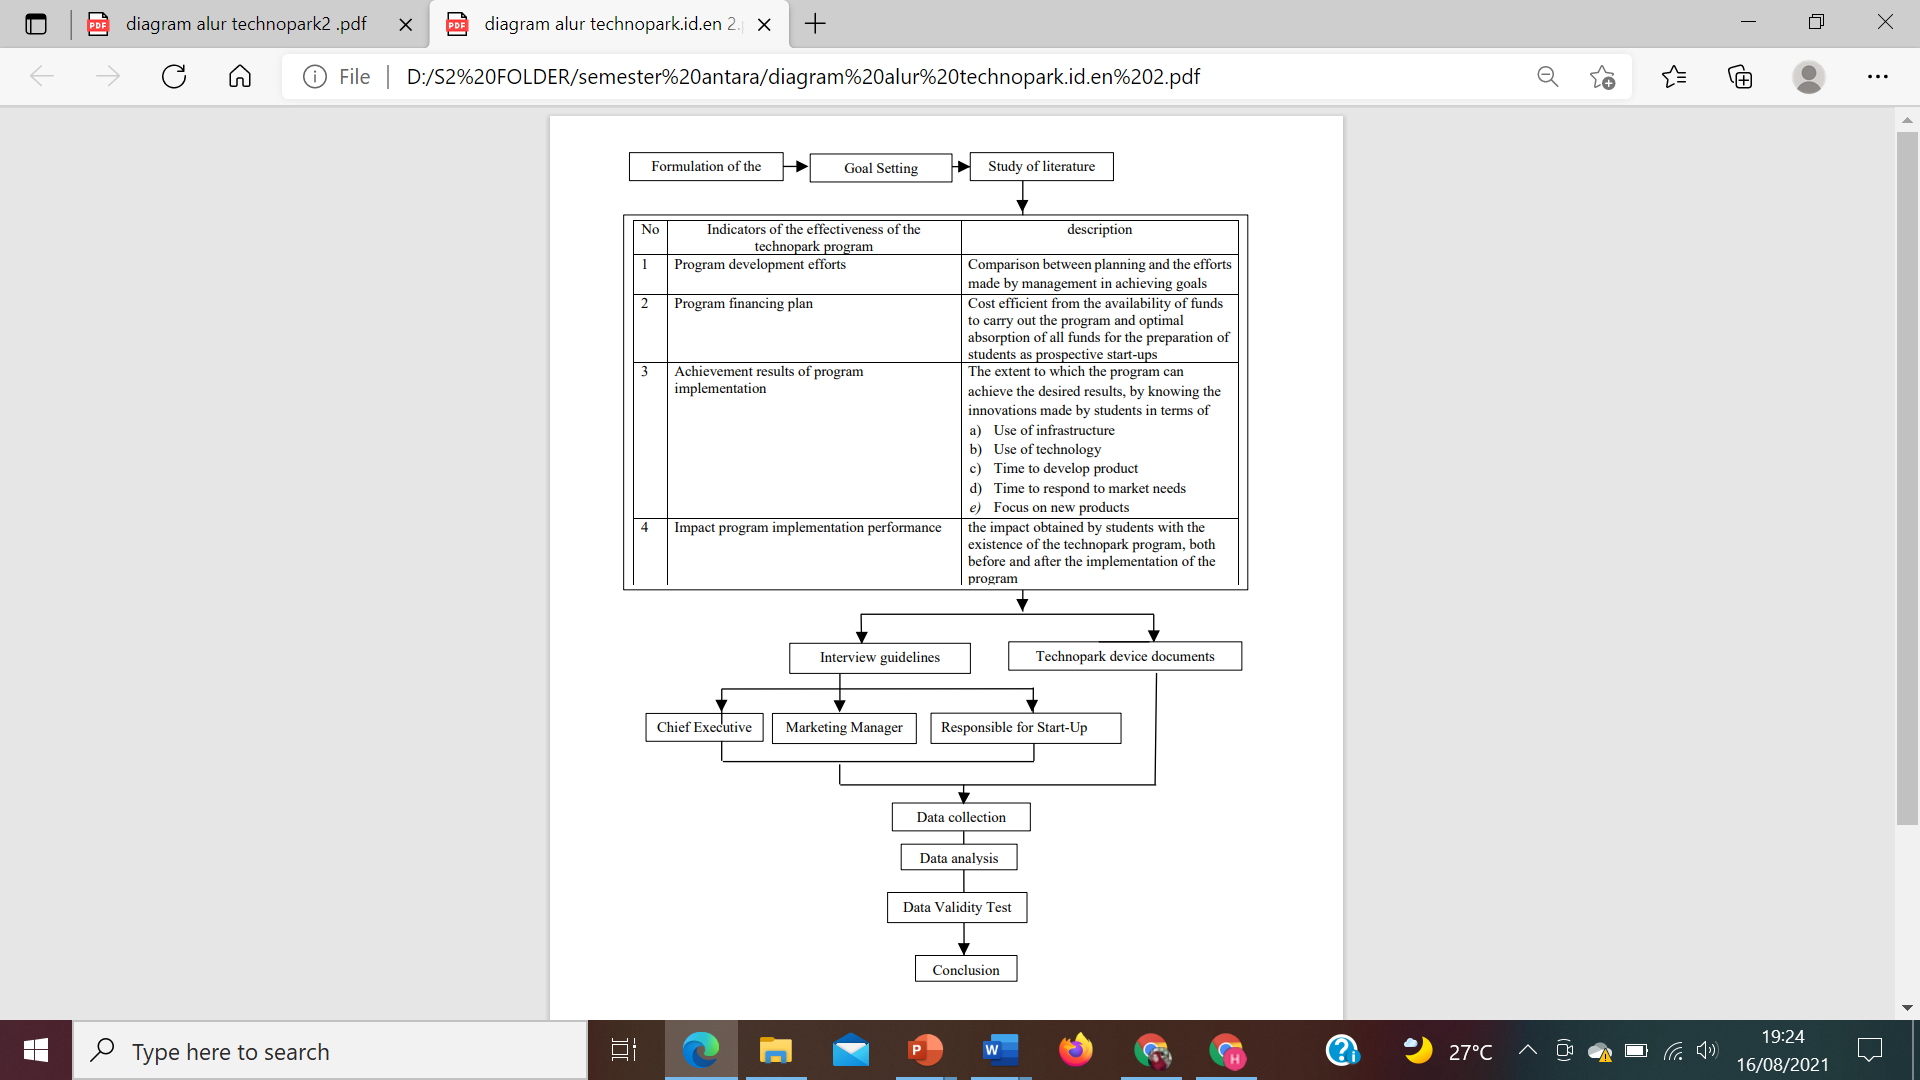 diagram alur technopark2 .pdf
diagram alur technopark.id.en 2.p
File
D:/S2%20FOLDER/semester%20antara/diagram%20alur%20technopark.id.en%202.pdf
Formulation of the
Goal Setting
Study of literature
No
Indicators of the effectiveness of the
technopark program
description
1
Program development efforts
Comparison between planning and the efforts
made by management in achieving goals
2
Program financing plan
Cost efficient from the availability of funds
to carry out the program and optimal
absorption of all funds for the preparation of
students as prospective start-ups
3
Achievement results of program
implementation
The extent to which the program can
achieve the desired results, by knowing the
innovations made by students in terms of
a) Use of infrastructure
b) Use of technology
c) Time to develop product
d) Time to respond to market needs
e) Focus on new products
4
Impact program implementation performance
the impact obtained by students with the
existence of the technopark program, both
before and after the implementation of the
program
Interview guidelines
Technopark device documents
Chief Executive
Marketing Manager
Responsible for Start-Up
Data collection
Data analysis
Data Validity Test
Conclusion
Type here to search
27°C
19:24
16/08/2021